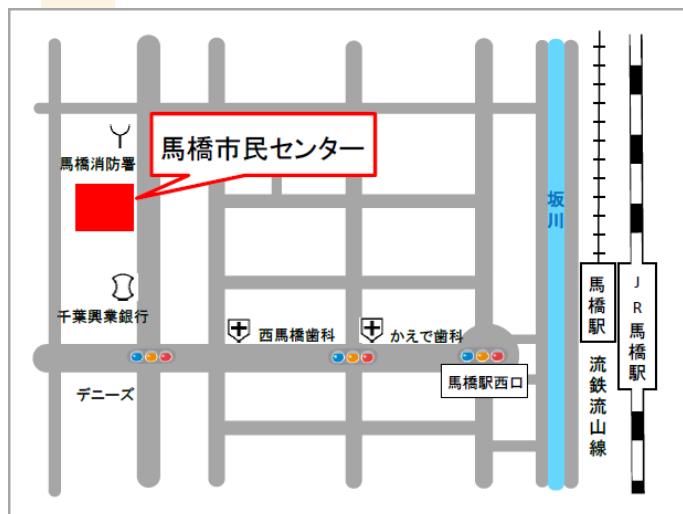 馬橋消防署
馬橋市民センター
坂川
千葉興業銀行
西馬橋歯科
かえで歯科
デニーズ
馬橋駅西口
馬橋駅
流鉄流山線
JR馬橋駅